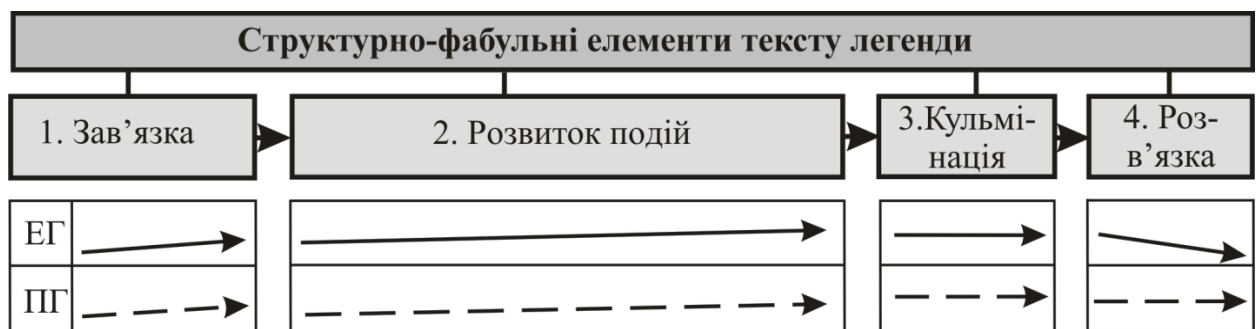 Структурно-фабульні елементи тексту легенди
1. Зав’язка
2. Розвиток подій
3.Кульмі-
нація
4. Роз-
в’язка
ЕГ
ПГ